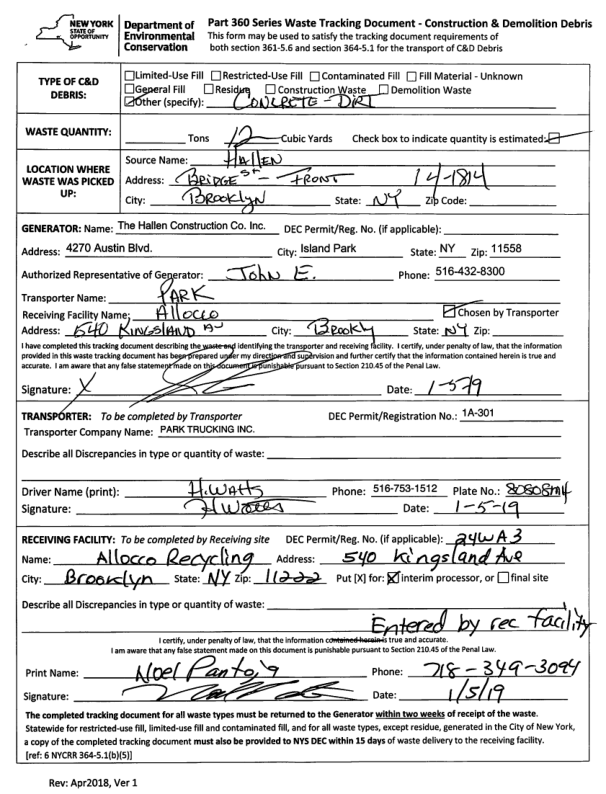 NEW YORK
STATE OF
OPPORTUNITY
Department of
Environmental
Conservation
Part 360 Series Waste Tracking Document - Construction & Demolition Debris
This form may be used to satisfy the tracking document requirements of
both section 361-5.6 and section 364-5.1 for the transport of C&D Debris
TYPE OF C&D
DEBRIS:
Limited-Use Fill Restricted-Use Fill Contaminated Fill Fill Material - Unknown
General Fill Residue Construction Waste Demolition Waste
Other (specify): CONCRETE - DIRT
WASTE QUANTITY: Tons 12 Cubic Yards Check box to indicate quantity is estimated:
LOCATION WHERE
WASTE WAS PICKED
UP:
Source Name: HALLEN
Address: BRIDGE St - FRONT 14-1814
City: BROOKLYN State: NY Zip Code:
GENERATOR: Name: The Hallen Construction Co. Inc. DEC Permit/Reg. No. (if applicable):
Address: 4270 Austin Blvd. City: Island Park State: NY Zip: 11558
Authorized Representative of Generator: John E. Phone: 516-432-8300
Transporter Name: PARK
Receiving Facility Name: Allocco Chosen by Transporter
Address: 540 KINGSLAND AV City: Brookly State: NY Zip:
I have completed this tracking document describing the waste and identifying the transporter and receiving facility. I certify, under penalty of law, that the information
provided in this waste tracking document has been prepared under my direction and supervision and further certify that the information contained herein is true and
accurate. I am aware that any false statement made on this document is punishable pursuant to Section 210.45 of the Penal Law.
Signature: X Date: 1-5-19
TRANSPORTER: To be completed by Transporter DEC Permit/Registration No.: 1A-301
Transporter Company Name: PARK TRUCKING INC.
Describe all Discrepancies in type or quantity of waste:
Driver Name (print): H.WAttS Phone: 516-753-1512 Plate No.: 80808M4
Signature: H Watts Date: 1-5-19
RECEIVING FACILITY: To be completed by Receiving site DEC Permit/Reg. No. (if applicable): 24WA3
Name: Allocco Recycling Address: 540 Kingsland Ave
City: Brooklyn State: NY Zip: 11222 Put [X] for: X interim processor, or final site
Describe all Discrepancies in type or quantity of waste:
Entered by rec facility
I certify, under penalty of law, that the information contained herein is true and accurate.
I am aware that any false statement made on this document is punishable pursuant to Section 210.45 of the Penal Law.
Print Name: Noel Pantoja Phone: 718-349-3094
Signature: Date: 1/5/19
The completed tracking document for all waste types must be returned to the Generator within two weeks of receipt of the waste.
Statewide for restricted-use fill, limited-use fill and contaminated fill, and for all waste types, except residue, generated in the City of New York,
a copy of the completed tracking document must also be provided to NYS DEC within 15 days of waste delivery to the receiving facility.
[ref: 6 NYCRR 364-5.1(b)(5)]
Rev: Apr2018, Ver 1